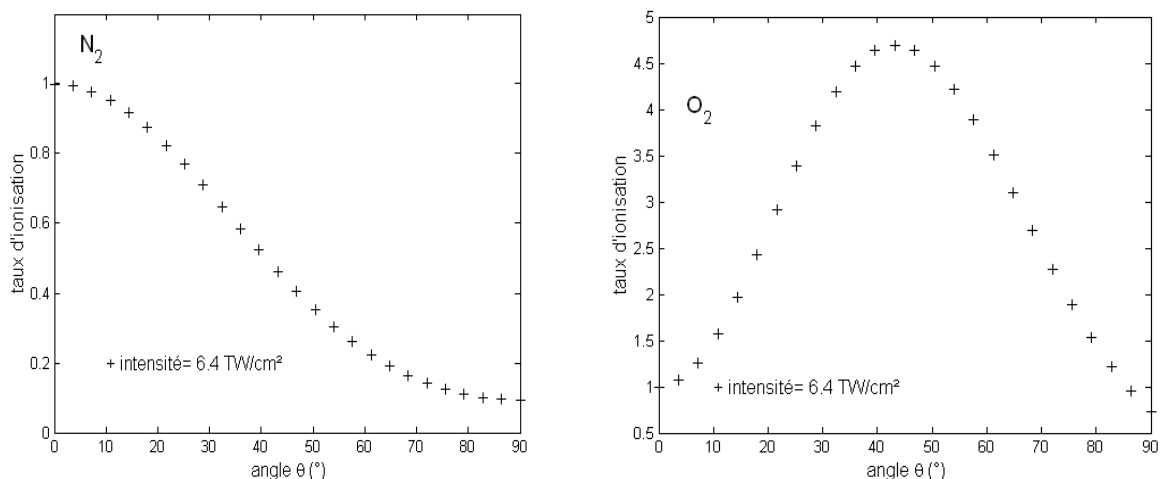 N₂
taux d'ionisation
1
0.8
0.6
0.4
0.2
0
+ intensité= 6.4 TW/cm²
0 10 20 30 40 50 60 70 80 90
angle θ (°)
O₂
taux d'ionisation
5
4.5
4
3.5
3
2.5
2
1.5
1
0.5
+ intensité= 6.4 TW/cm²
0 10 20 30 40 50 60 70 80 90
angle θ (°)